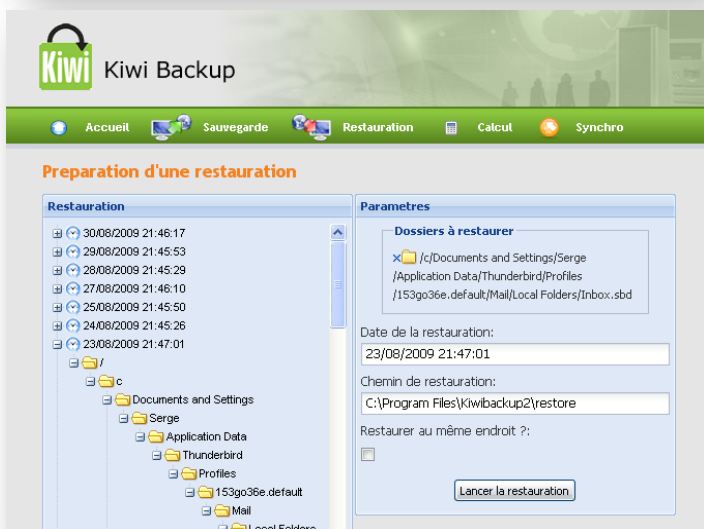 Kiwi
Kiwi Backup
Accueil
Sauvegarde
Restauration
Calcul
Synchro
Preparation d'une restauration
Restauration
30/08/2009 21:46:17
29/08/2009 21:45:53
28/08/2009 21:45:29
27/08/2009 21:46:10
25/08/2009 21:45:50
24/08/2009 21:45:26
23/08/2009 21:47:01
/
c
Documents and Settings
Serge
Application Data
Thunderbird
Profiles
153go36e.default
Mail
Local Folders
Parametres
Dossiers à restaurer
/c/Documents and Settings/Serge
/Application Data/Thunderbird/Profiles
/153go36e.default/Mail/Local Folders/Inbox.sbd
Date de la restauration:
23/08/2009 21:47:01
Chemin de restauration:
C:\Program Files\Kiwibackup2\restore
Restaurer au même endroit ?:
Lancer la restauration